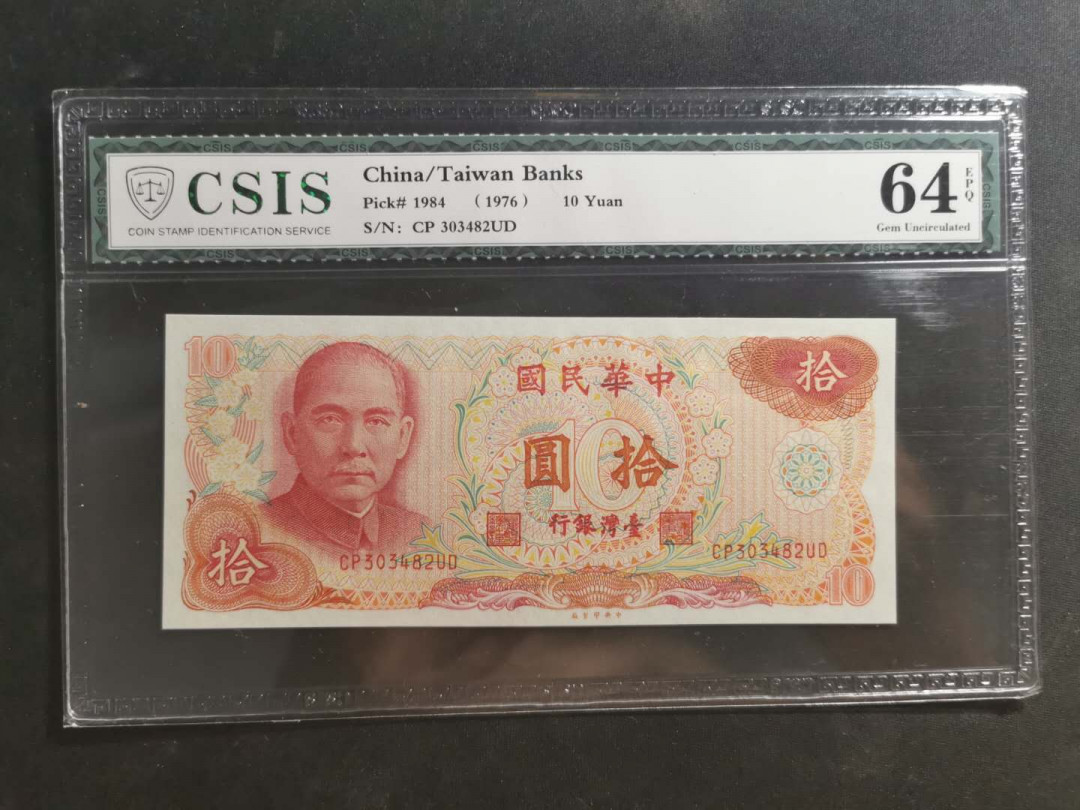 CSIS
COIN STAMP IDENTIFICATION SERVICE
China/Taiwan Banks
Pick# 1984 (1976) 10 Yuan
S/N: CP 303482UD
64 EPQ
Gem Uncirculated
10
中華民國
拾
拾圓
10
臺灣銀行
CP303482UD
CP303482UD
拾
10